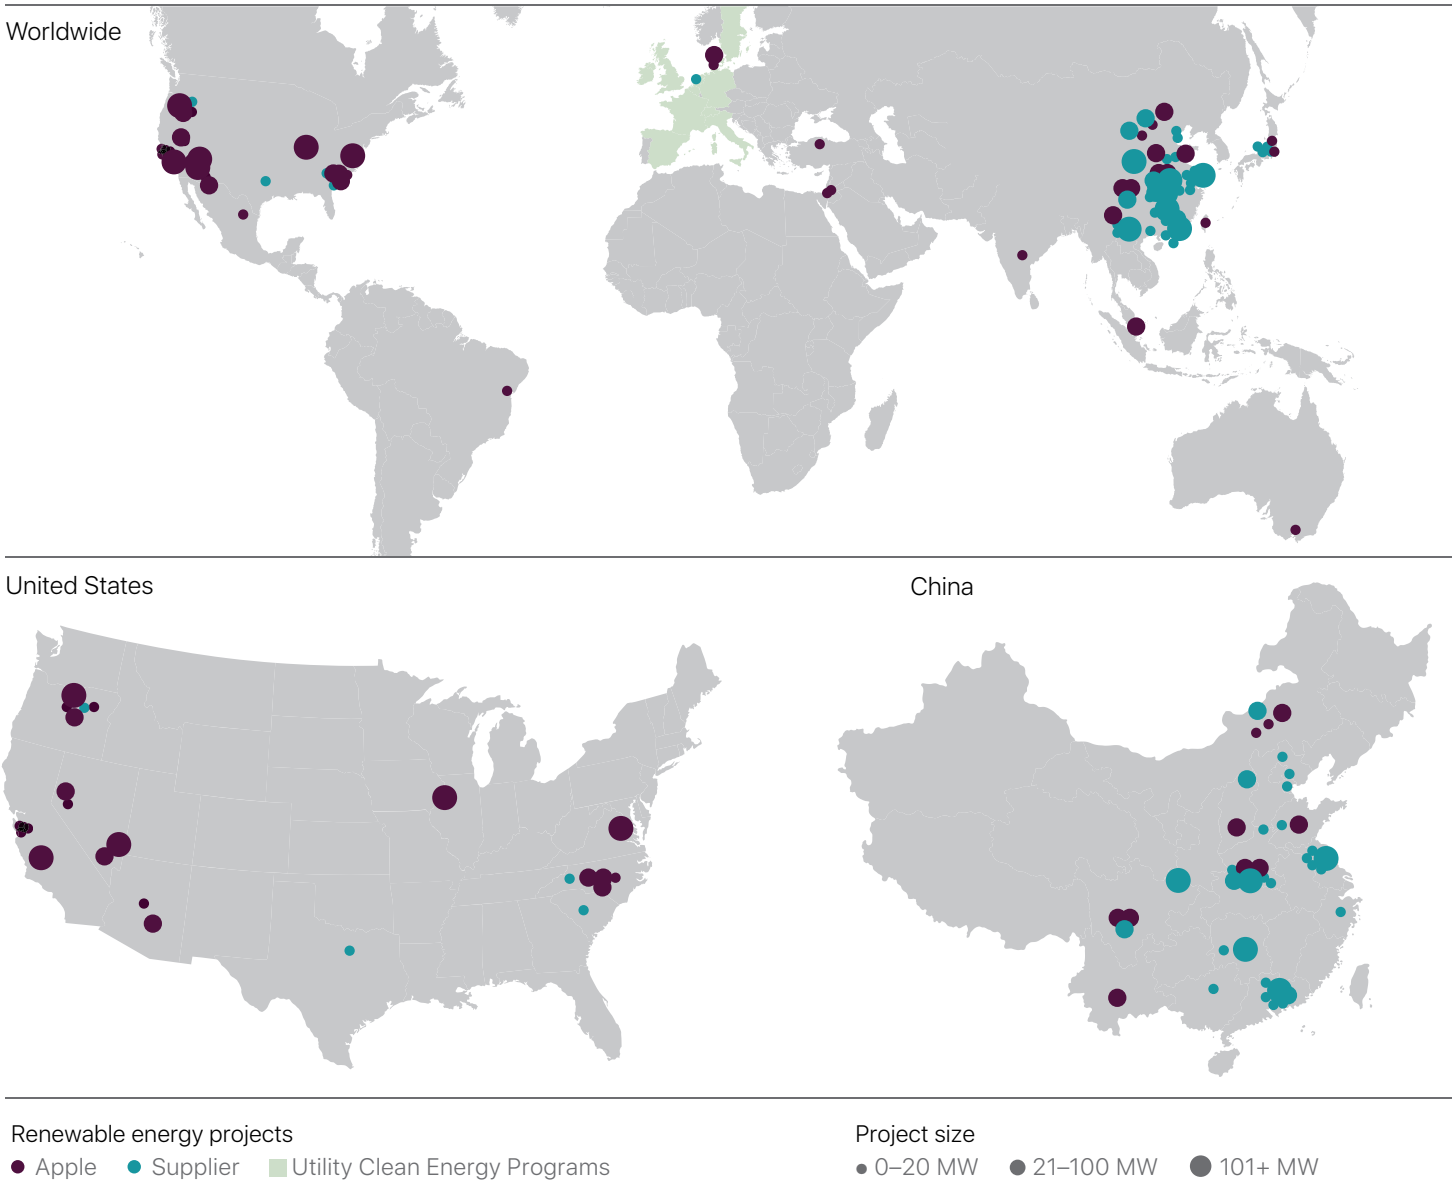 Worldwide
United States
China
Renewable energy projects
Apple
Supplier
Utility Clean Energy Programs
Project size
0–20 MW
21–100 MW
101+ MW